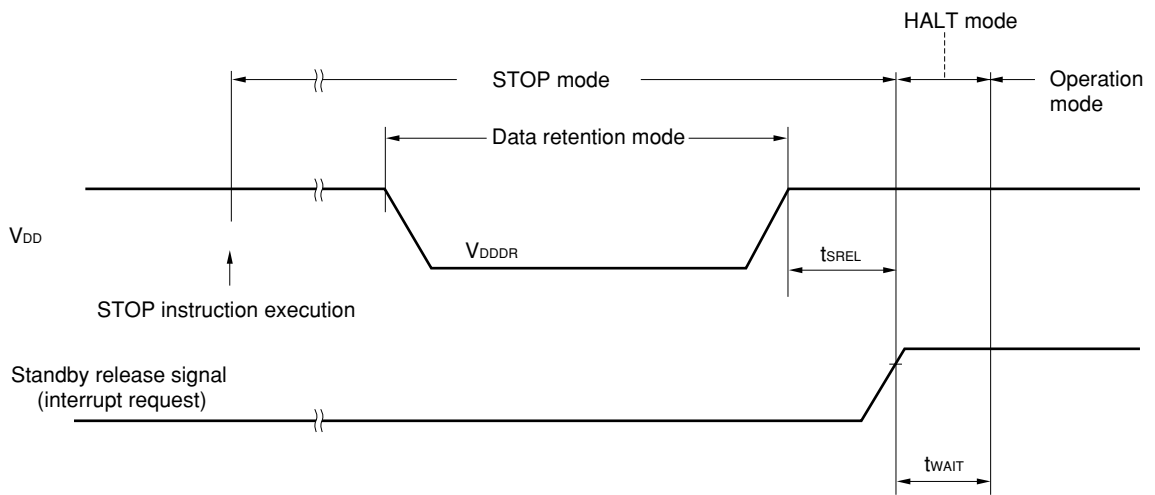 HALT mode
STOP mode
Operation
mode
Data retention mode
VDD
VDDDR
tSREL
STOP instruction execution
Standby release signal
(interrupt request)
tWAIT